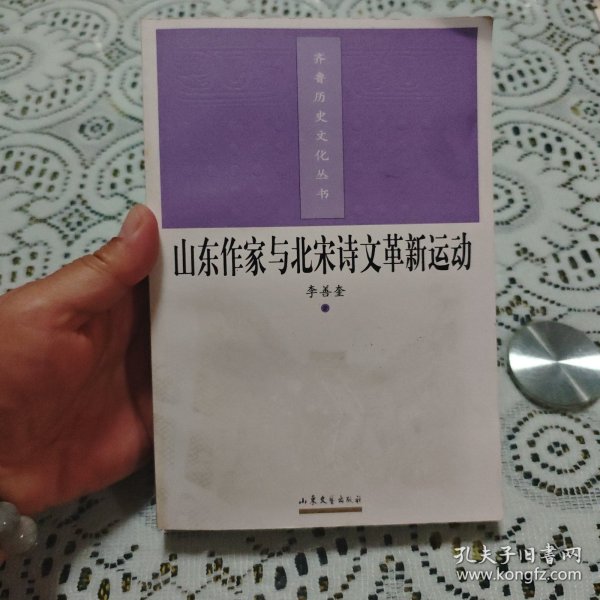 齐鲁历史文化丛书
山东作家与北宋诗文革新运动
李善奎
著
山东文艺出版社
孔夫子旧书网
www.kongfz.com